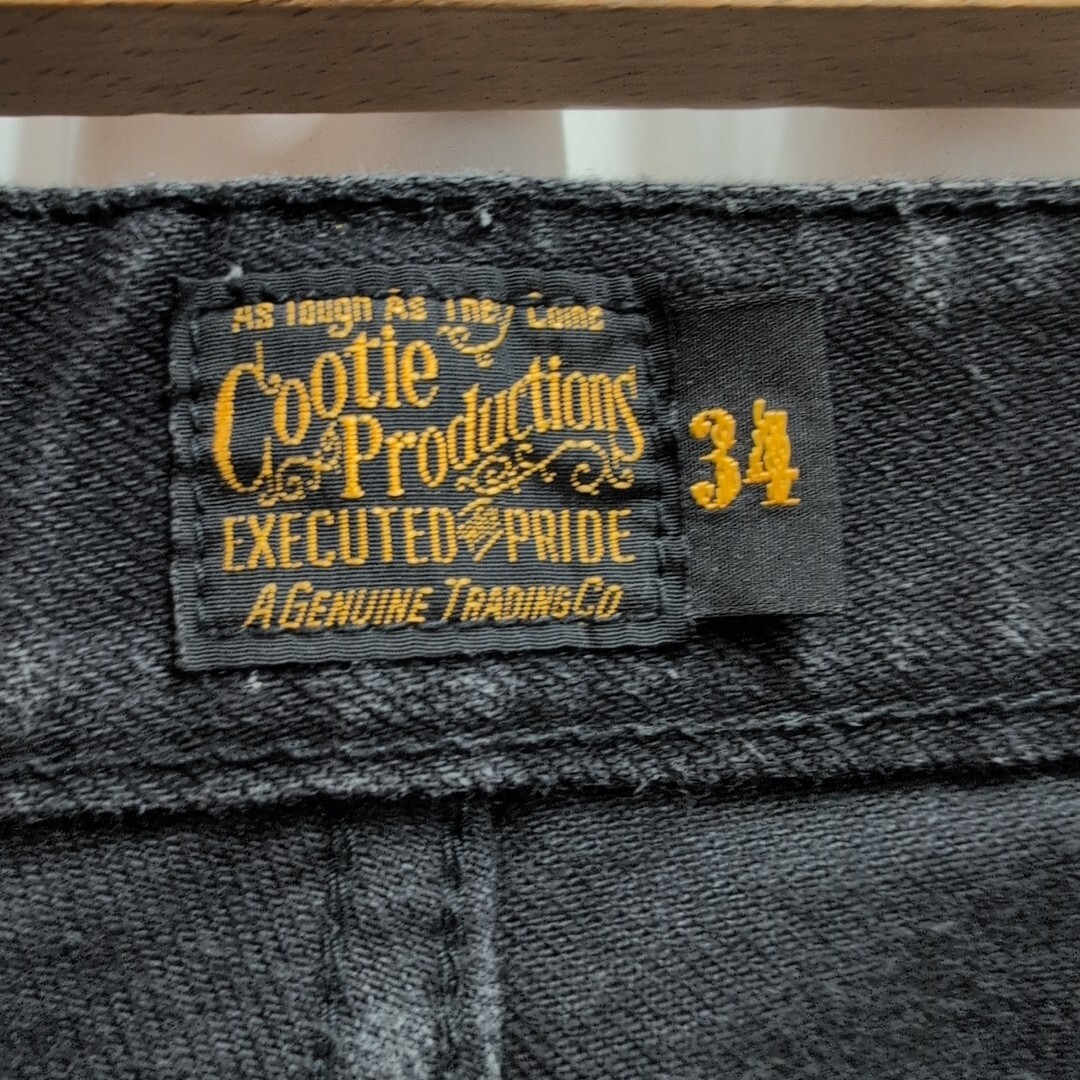 As Tough As They Come
Cootie
Productions
EXECUTED PRIDE
A GENUINE TRADING CO
34